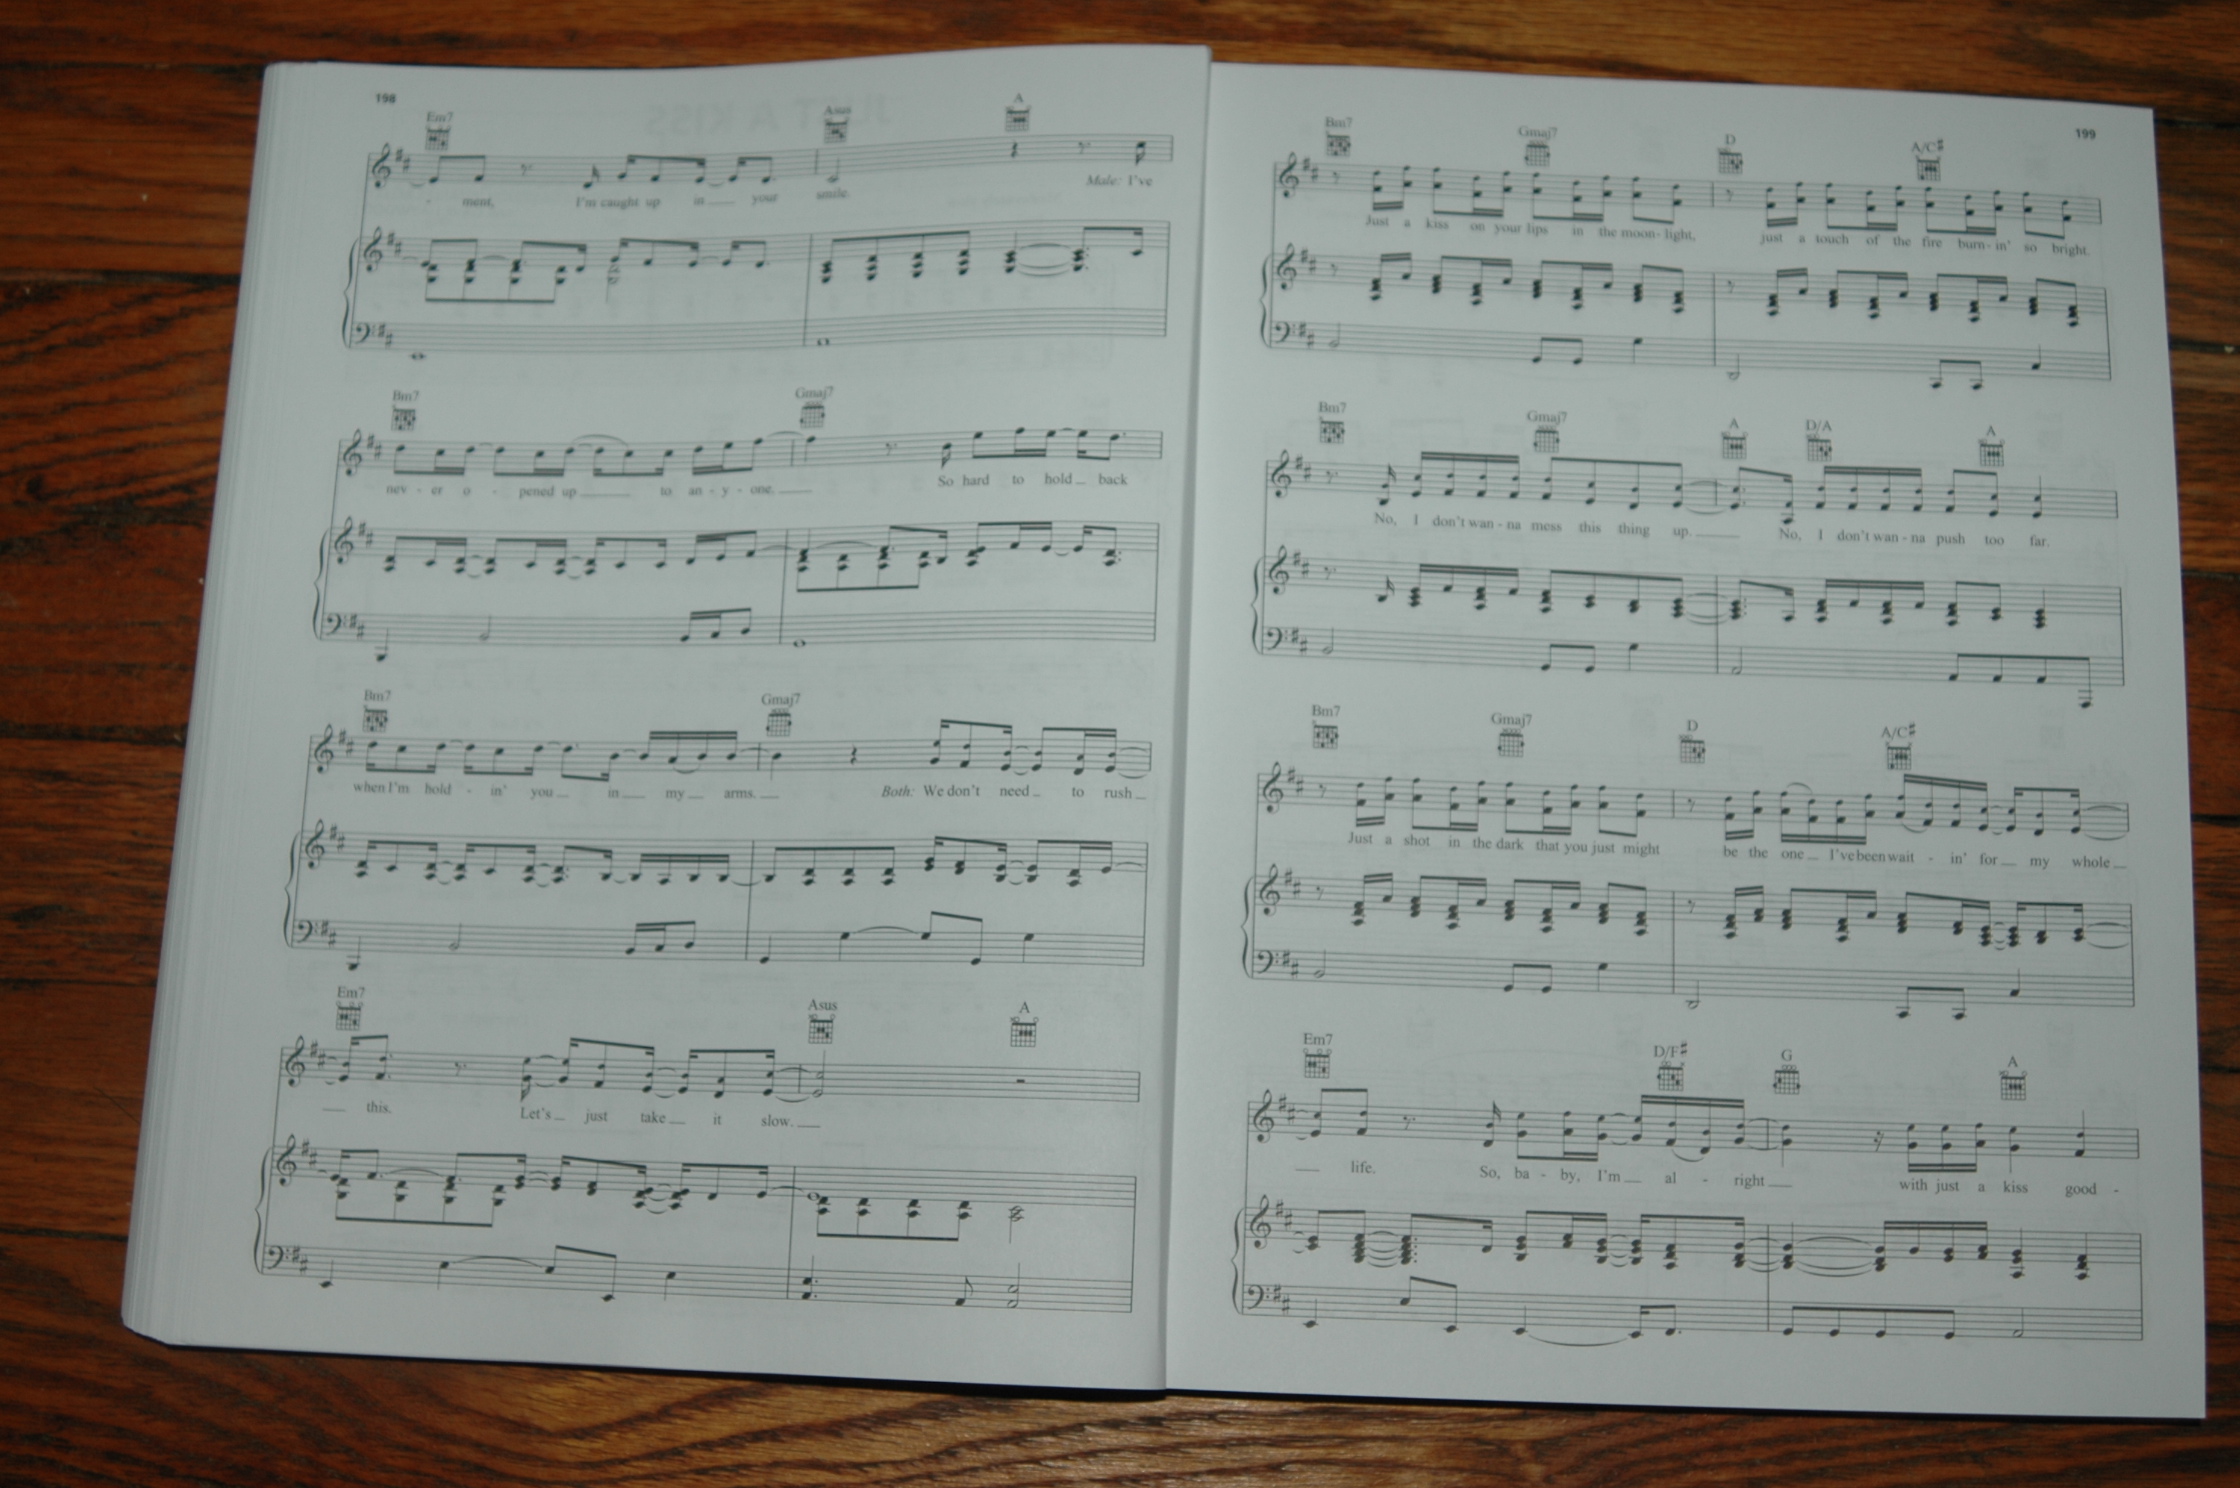 198
Em7 Asus A
- ment, I'm caught up in your smile. Male: I've
Bm7 Gmaj7
nev - er o - pened up to an - y - one. So hard to hold back
Bm7 Gmaj7
when I'm hold - in' you in my arms. Both: We don't need to rush
Em7 Asus A
this. Let's just take it slow.
199
Bm7 Gmaj7 D A/C#
Just a kiss on your lips in the moon - light, just a touch of the fire burn - in' so bright.
Bm7 Gmaj7 A D/A A
No, I don't wan - na mess this thing up. No, I don't wan - na push too far.
Bm7 Gmaj7 D A/C#
Just a shot in the dark that you just might be the one I've been wait - in' for my whole
Em7 D/F# G A
life. So, ba - by, I'm al - right with just a kiss good -